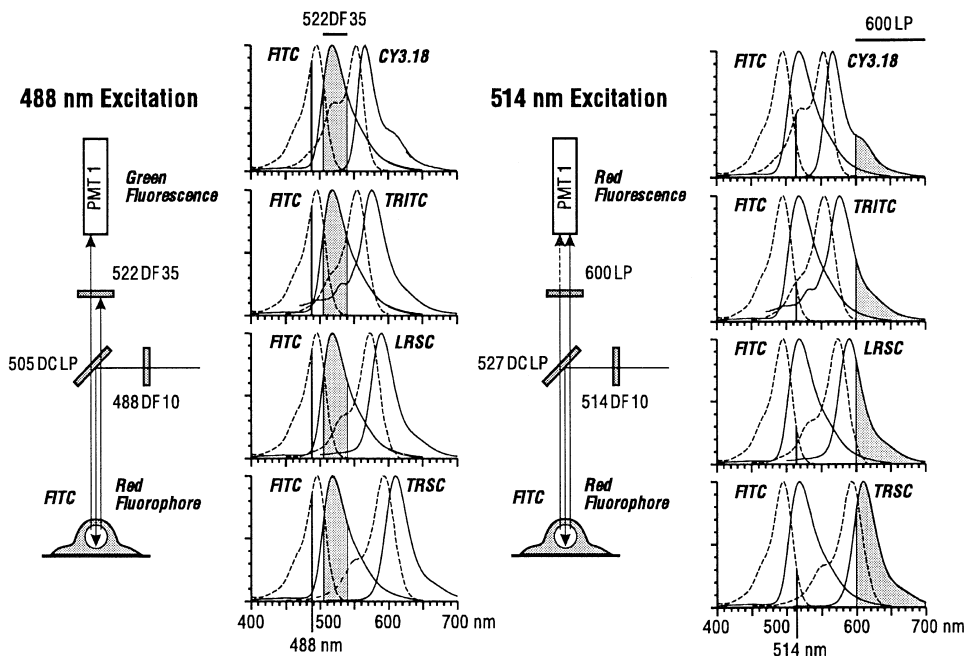 522DF35
FITC
CY3.18
488 nm Excitation
PMT 1
Green
Fluorescence
FITC
TRITC
522DF35
505DCLP
488DF10
FITC
LRSC
FITC
Red
Fluorophore
FITC
TRSC
400
500
600
700 nm
488 nm
600LP
FITC
CY3.18
514 nm Excitation
PMT 1
Red
Fluorescence
FITC
TRITC
600LP
527DCLP
514DF10
FITC
LRSC
FITC
Red
Fluorophore
FITC
TRSC
400
500
600
700 nm
514 nm